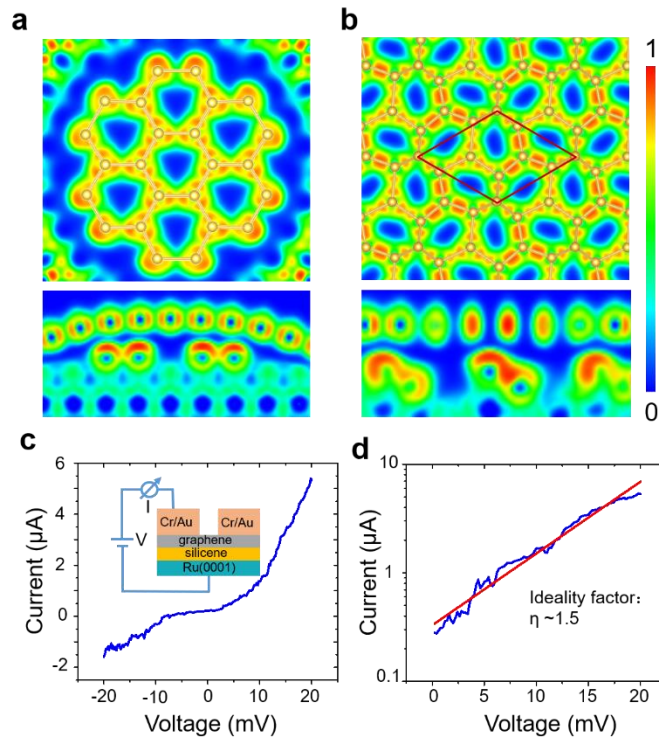 a
b
1
0
c
d
6
4
2
0
-2
Current (μA)
I
V
Cr/Au
Cr/Au
graphene
silicene
Ru(0001)
-20
-10
0
10
20
Voltage (mV)
10
1
0.1
Current (μA)
Ideality factor:
η ~1.5
0
5
10
15
20
Voltage (mV)